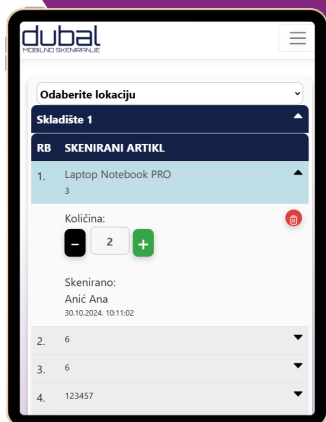 dubal
MOBILNO SKENIRANJE
Odaberite lokaciju
Skladište 1
RB SKENIRANI ARTIKL
1. Laptop Notebook PRO
3
Količina:
- 2 +
Skenirano:
Anić Ana
30.10.2024. 10:11:02
2. 6
3. 6
4. 123457